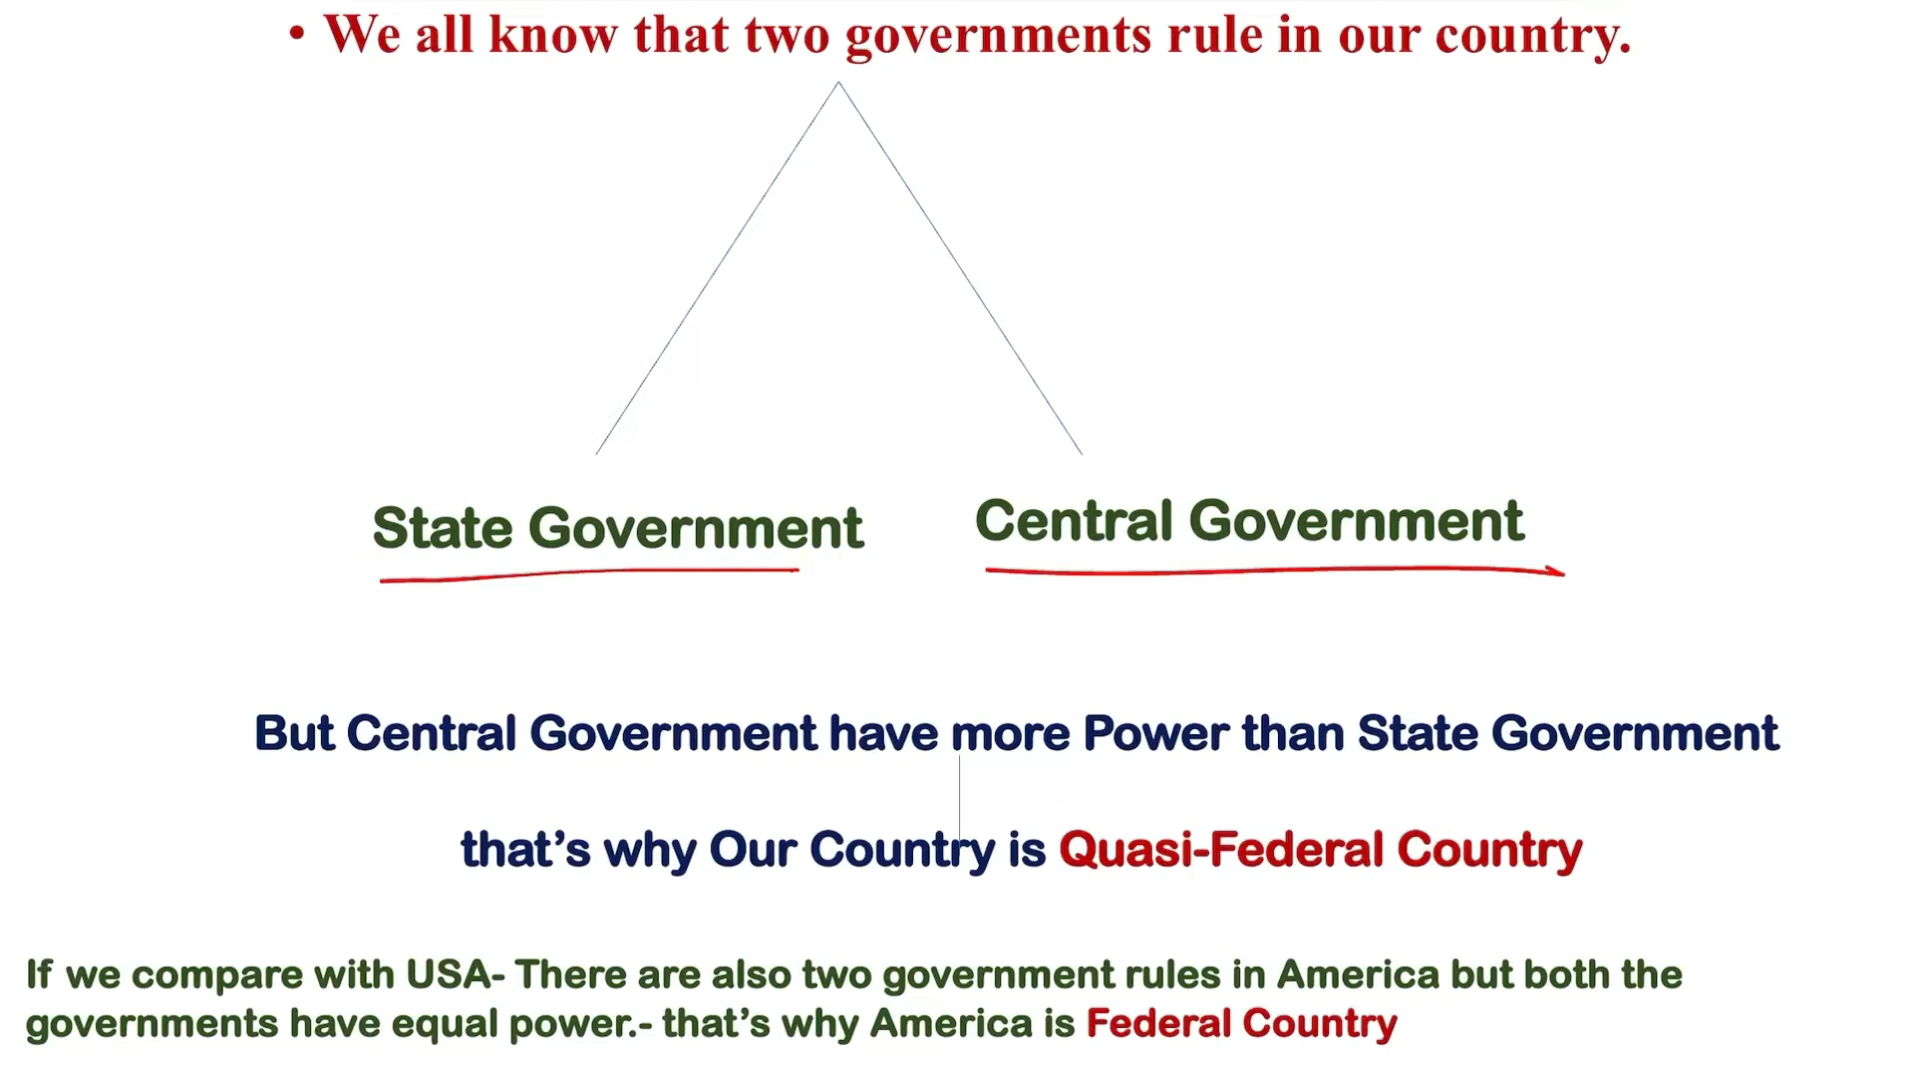 • We all know that two governments rule in our country.
State Government
Central Government
But Central Government have more Power than State Government
that’s why Our Country is Quasi-Federal Country
If we compare with USA- There are also two government rules in America but both the
governments have equal power.- that’s why America is Federal Country